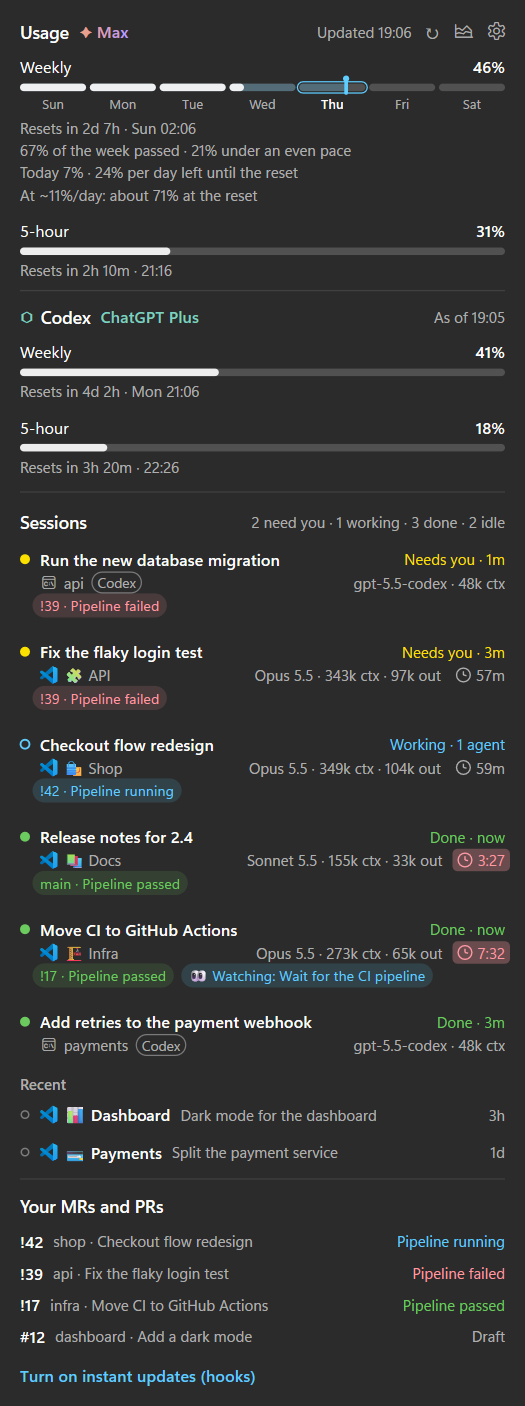 Usage Max Updated 19:06
Weekly 46%
Sun Mon Tue Wed Thu Fri Sat
Resets in 2d 7h · Sun 02:06
67% of the week passed · 21% under an even pace
Today 7% · 24% per day left until the reset
At ~11%/day: about 71% at the reset
5-hour 31%
Resets in 2h 10m · 21:16
Codex ChatGPT Plus As of 19:05
Weekly 41%
Resets in 4d 2h · Mon 21:06
5-hour 18%
Resets in 3h 20m · 22:26
Sessions 2 need you · 1 working · 3 done · 2 idle
Run the new database migration Needs you · 1m
api Codex gpt-5.5-codex · 48k ctx
!39 · Pipeline failed
Fix the flaky login test Needs you · 3m
API Opus 5.5 · 343k ctx · 97k out 57m
!39 · Pipeline failed
Checkout flow redesign Working · 1 agent
Shop Opus 5.5 · 349k ctx · 104k out 59m
!42 · Pipeline running
Release notes for 2.4 Done · now
Docs Sonnet 5.5 · 155k ctx · 33k out 3:27
main · Pipeline passed
Move CI to GitHub Actions Done · now
Infra Opus 5.5 · 273k ctx · 65k out 7:32
!17 · Pipeline passed Watching: Wait for the CI pipeline
Add retries to the payment webhook Done · 3m
payments Codex gpt-5.5-codex · 48k ctx
Recent
Dashboard Dark mode for the dashboard 3h
Payments Split the payment service 1d
Your MRs and PRs
!42 shop · Checkout flow redesign Pipeline running
!39 api · Fix the flaky login test Pipeline failed
!17 infra · Move CI to GitHub Actions Pipeline passed
#12 dashboard · Add a dark mode Draft
Turn on instant updates (hooks)